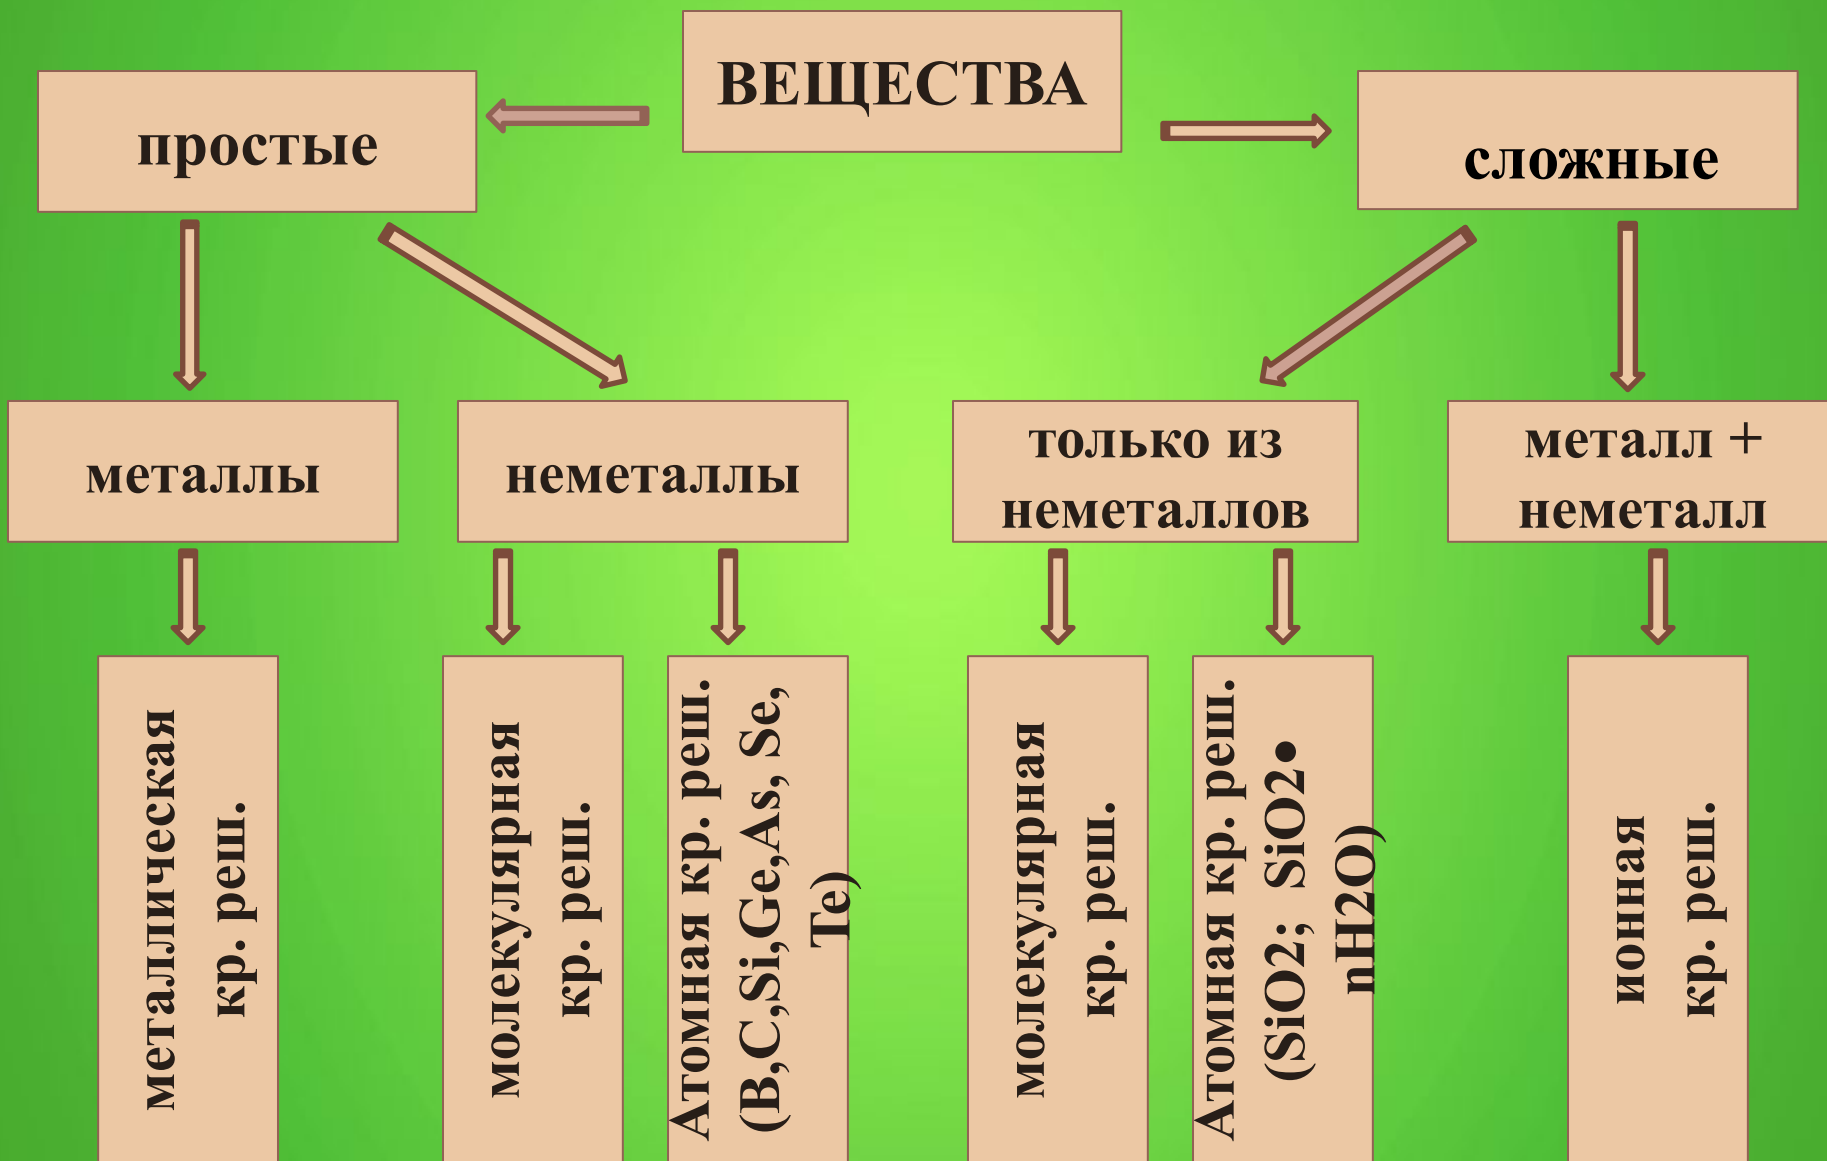 ВЕЩЕСТВА
простые
сложные
металлы
неметаллы
только из
неметаллов
металл +
неметалл
металлическая
кр. реш.
молекулярная
кр. реш.
Атомная кр. реш.
(B,C,Si,Ge,As, Se,
Te)
молекулярная
кр. реш.
Атомная кр. реш.
(SiO2; SiO2●
nH2O)
ионная
кр. реш.